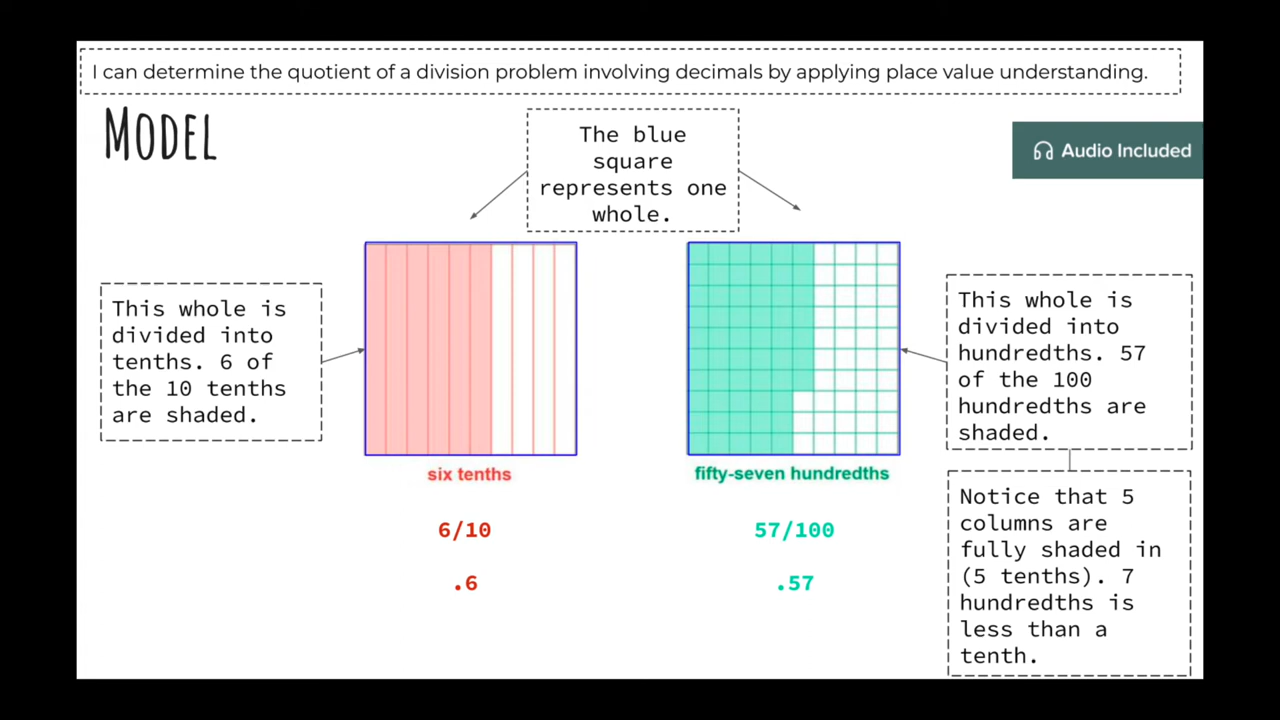 I can determine the quotient of a division problem involving decimals by applying place value understanding.
MODEL
The blue
square
represents one
whole.
Audio Included
This whole is
divided into
tenths. 6 of
the 10 tenths
are shaded.
This whole is
divided into
hundredths. 57
of the 100
hundredths are
shaded.
six tenths
fifty-seven hundredths
6/10
57/100
.6
.57
Notice that 5
columns are
fully shaded in
(5 tenths). 7
hundredths is
less than a
tenth.